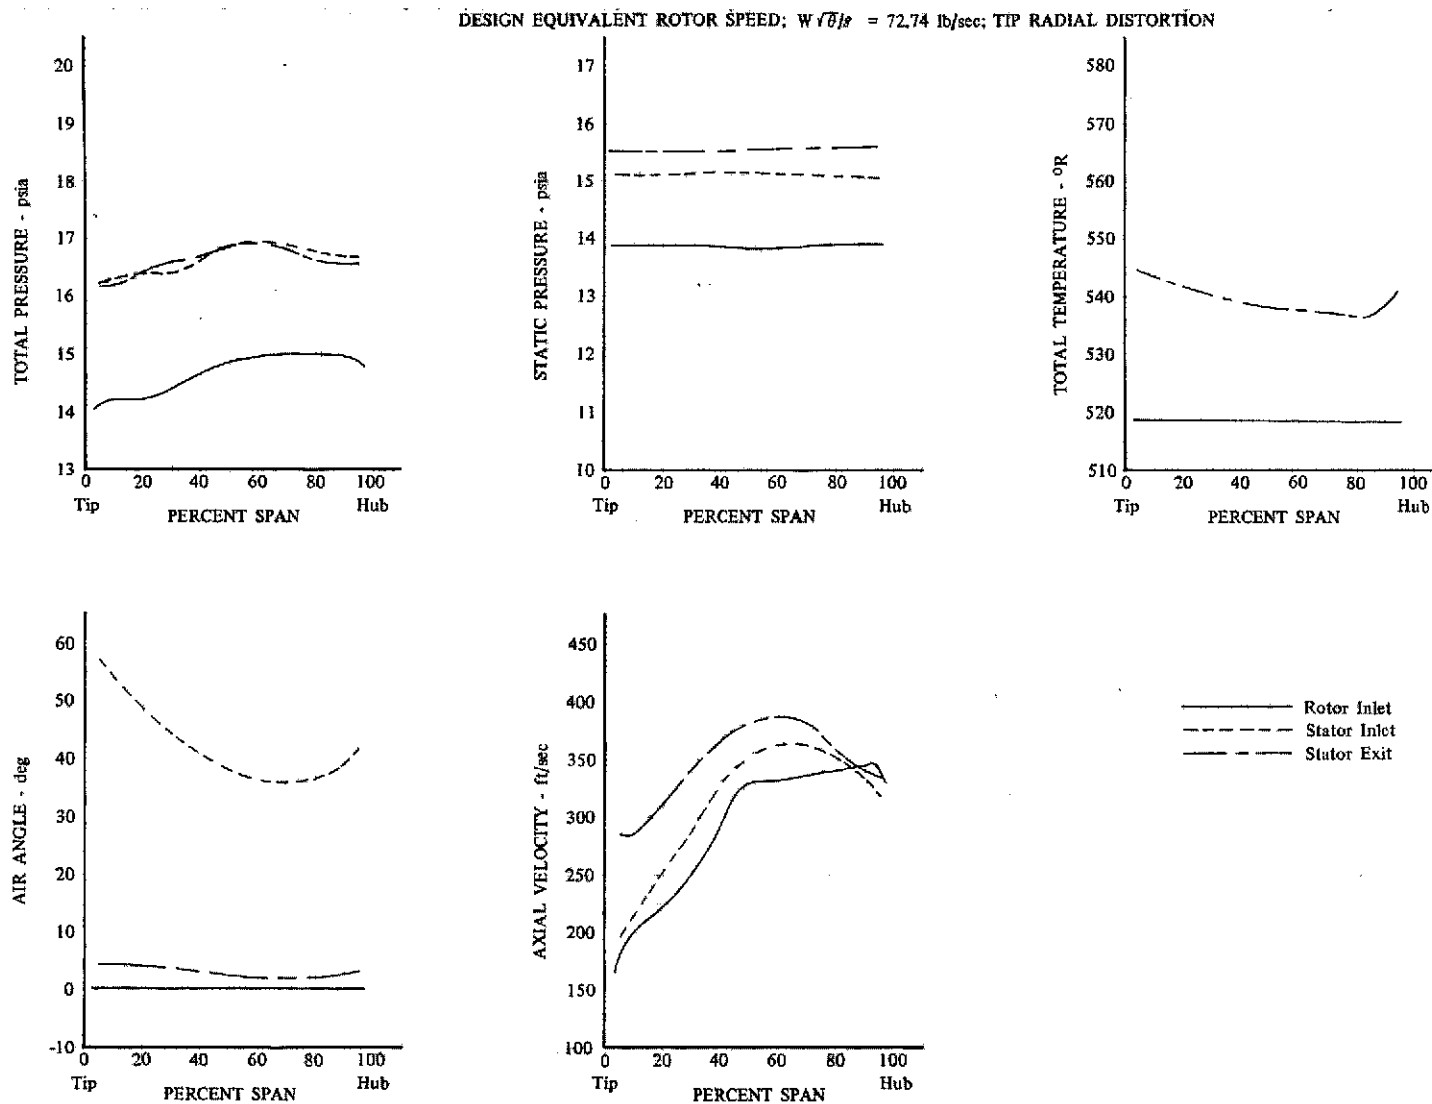 DESIGN EQUIVALENT ROTOR SPEED; W√θ/δ = 72.74 lb/sec; TIP RADIAL DISTORTION
TOTAL PRESSURE - psia
20
19
18
17
16
15
14
13
0 20 40 60 80 100
Tip Hub
PERCENT SPAN
STATIC PRESSURE - psia
17
16
15
14
13
12
11
10
0 20 40 60 80 100
Tip Hub
PERCENT SPAN
TOTAL TEMPERATURE - ºR
580
570
560
550
540
530
520
510
0 20 40 60 80 100
Tip Hub
PERCENT SPAN
AIR ANGLE - deg
60
50
40
30
20
10
0
-10
0 20 40 60 80 100
Tip Hub
PERCENT SPAN
AXIAL VELOCITY - ft/sec
450
400
350
300
250
200
150
100
0 20 40 60 80 100
Tip Hub
PERCENT SPAN
Rotor Inlet
Stator Inlet
Stator Exit